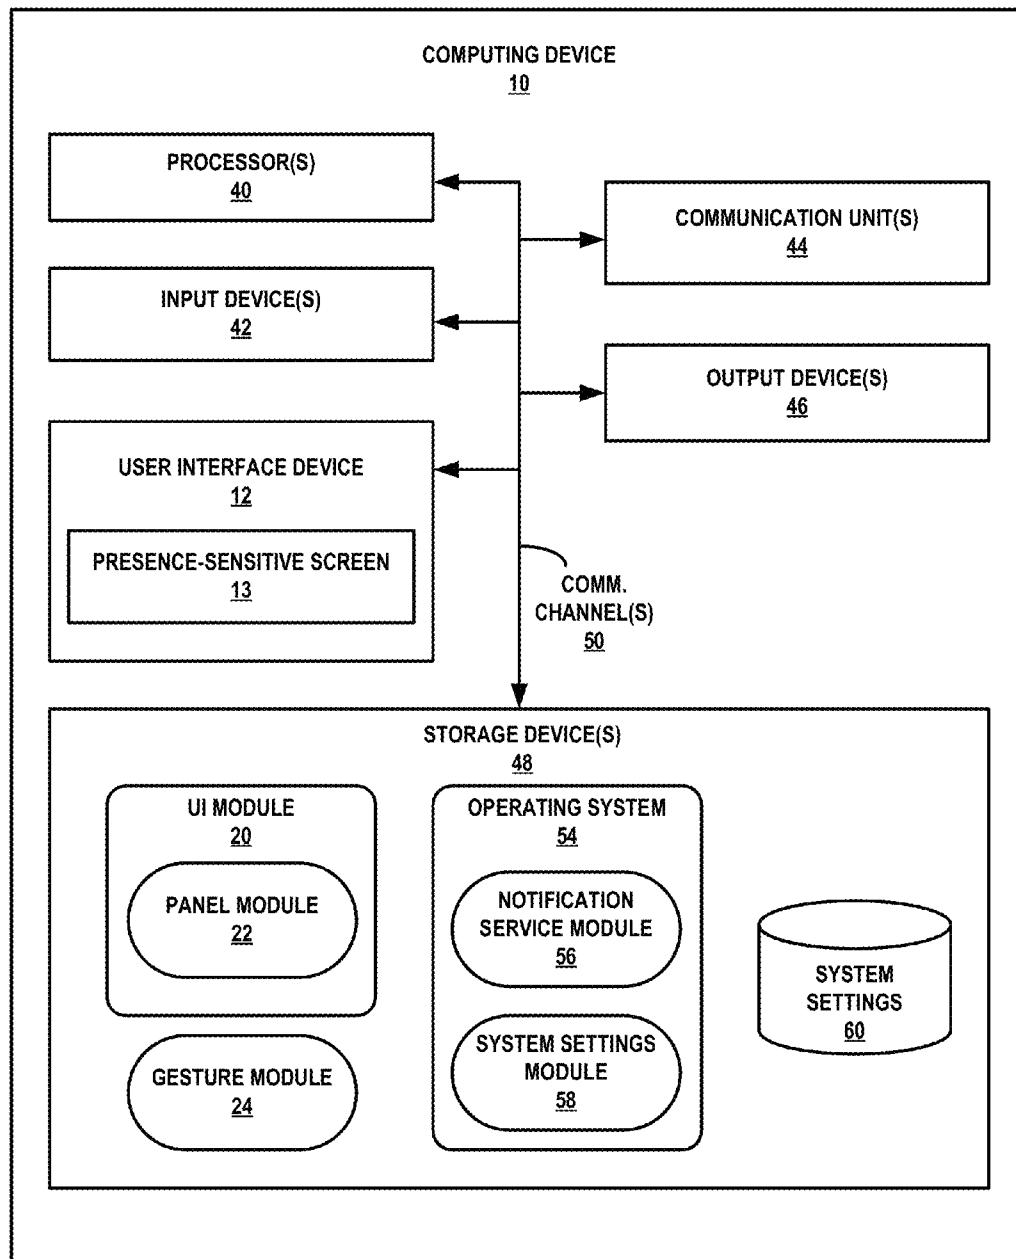 COMPUTING DEVICE
10
PROCESSOR(S)
40
COMMUNICATION UNIT(S)
44
INPUT DEVICE(S)
42
OUTPUT DEVICE(S)
46
USER INTERFACE DEVICE
12
PRESENCE-SENSITIVE SCREEN
13
COMM.
CHANNEL(S)
50
STORAGE DEVICE(S)
48
UI MODULE
20
PANEL MODULE
22
GESTURE MODULE
24
OPERATING SYSTEM
54
NOTIFICATION
SERVICE MODULE
56
SYSTEM SETTINGS
MODULE
58
SYSTEM
SETTINGS
60